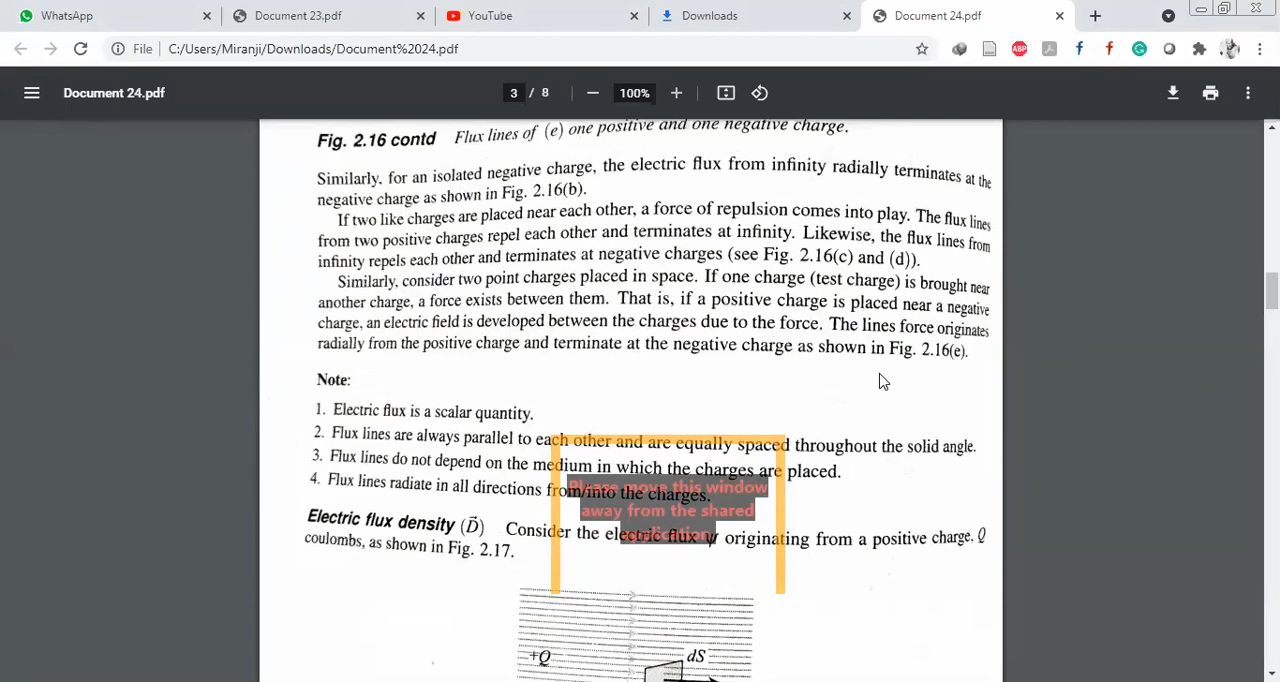 WhatsApp
Document 23.pdf
YouTube
Downloads
Document 24.pdf
File
C:/Users/Miranji/Downloads/Document%2024.pdf
ABP
Document 24.pdf
3 / 8
100%
Fig. 2.16 contd Flux lines of (e) one positive and one negative charge.
Similarly, for an isolated negative charge, the electric flux from infinity radially terminates at the
negative charge as shown in Fig. 2.16(b).
If two like charges are placed near each other, a force of repulsion comes into play. The flux lines
from two positive charges repel each other and terminates at infinity. Likewise, the flux lines from
infinity repels each other and terminates at negative charges (see Fig. 2.16(c) and (d)).
Similarly, consider two point charges placed in space. If one charge (test charge) is brought near
another charge, a force exists between them. That is, if a positive charge is placed near a negative
charge, an electric field is developed between the charges due to the force. The lines force originates
radially from the positive charge and terminate at the negative charge as shown in Fig. 2.16(e).
Note:
1. Electric flux is a scalar quantity.
2. Flux lines are always parallel to each other and are equally spaced throughout the solid angle.
3. Flux lines do not depend on the medium in which the charges are placed.
4. Flux lines radiate in all directions from/into the charges.
Please move this window
away from the shared
application
Electric flux density (D⃗) Consider the electric flux ψ originating from a positive charge, Q
coulombs, as shown in Fig. 2.17.
+Q
dS